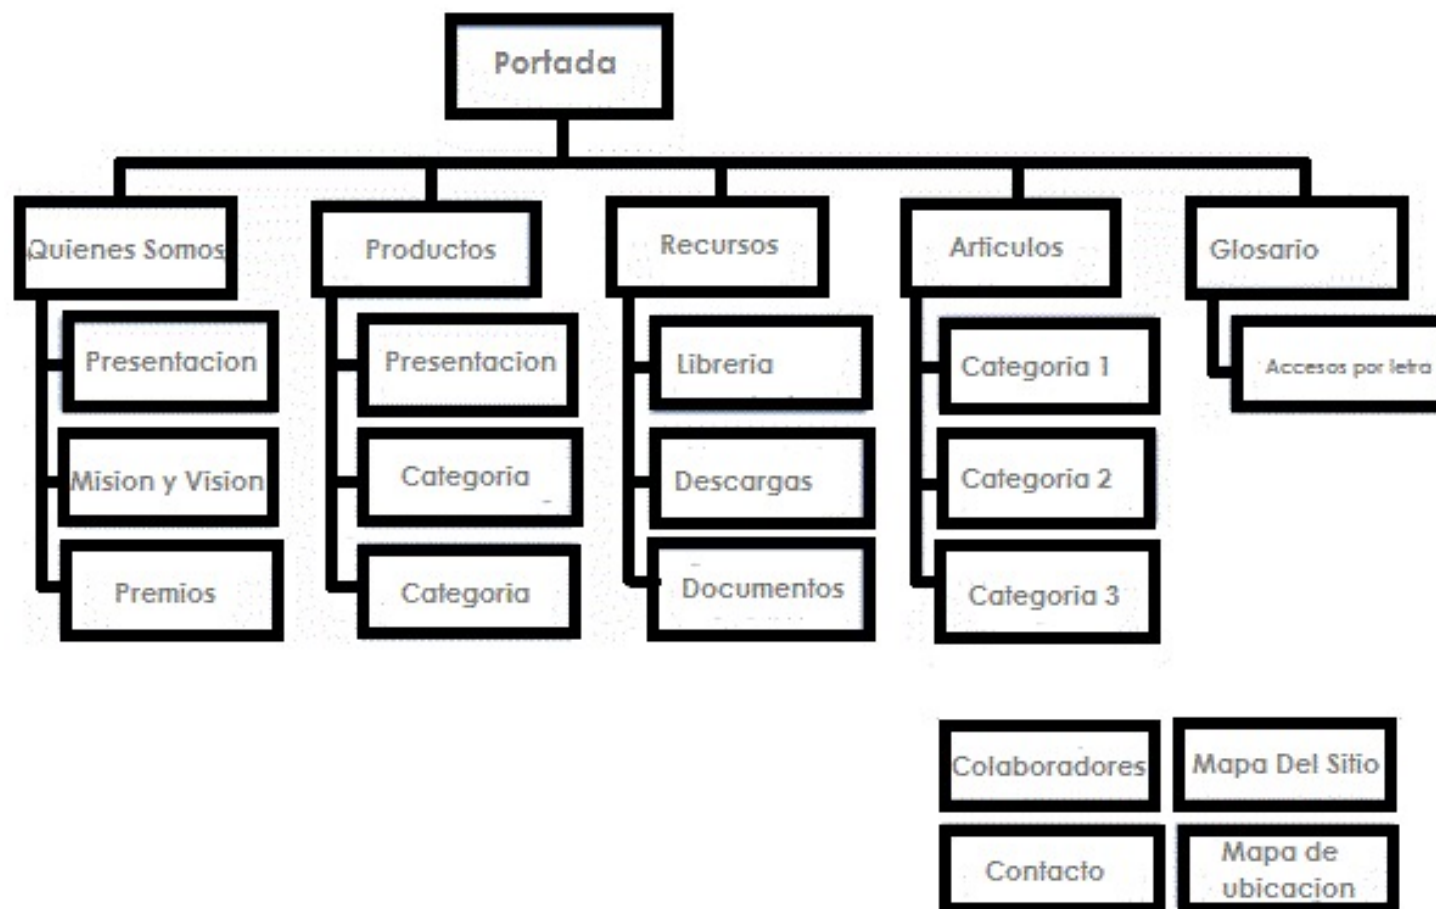 Portada
Quienes Somos
Productos
Recursos
Articulos
Glosario
Presentacion
Presentacion
Libreria
Categoria 1
Accesos por letra
Mision y Vision
Categoria
Descargas
Categoria 2
Premios
Categoria
Documentos
Categoria 3
Colaboradores
Mapa Del Sitio
Contacto
Mapa de
ubicacion